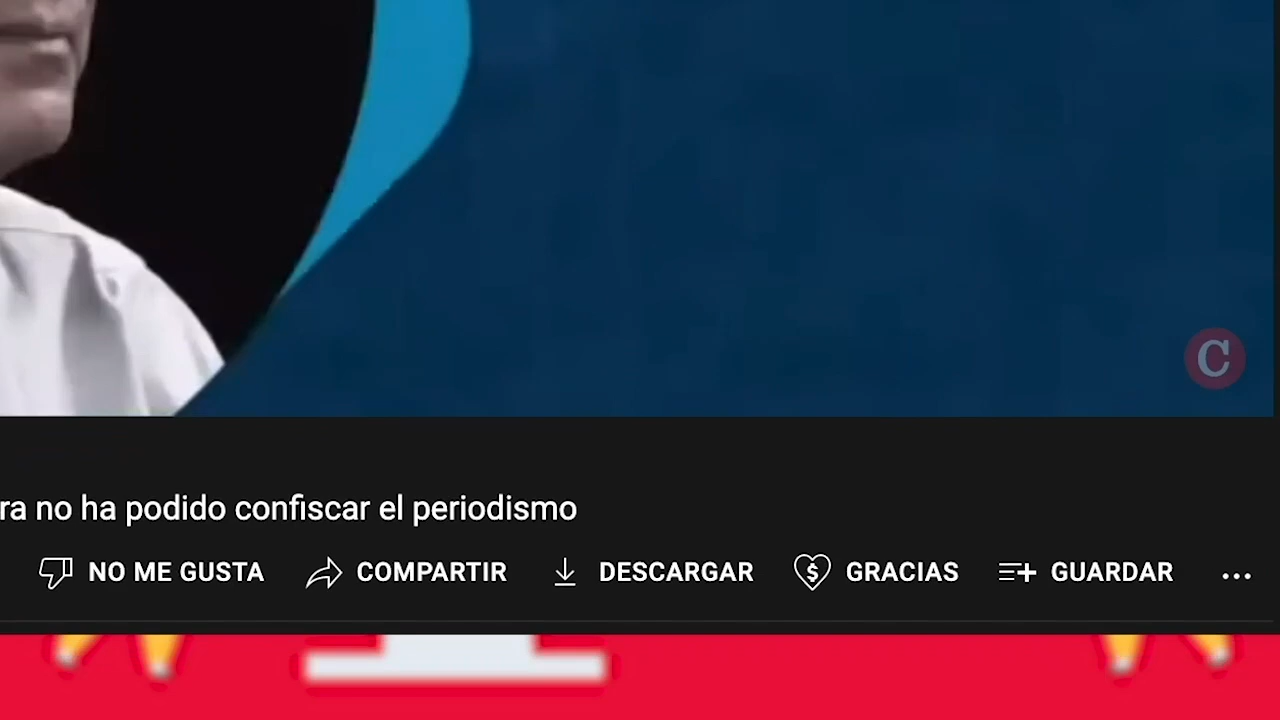 C
ra no ha podido confiscar el periodismo
NO ME GUSTA COMPARTIR DESCARGAR GRACIAS GUARDAR ...